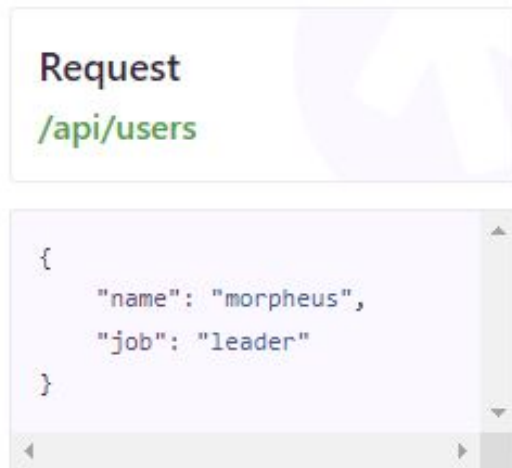 Request
/api/users
{
    "name": "morpheus",
    "job": "leader"
}